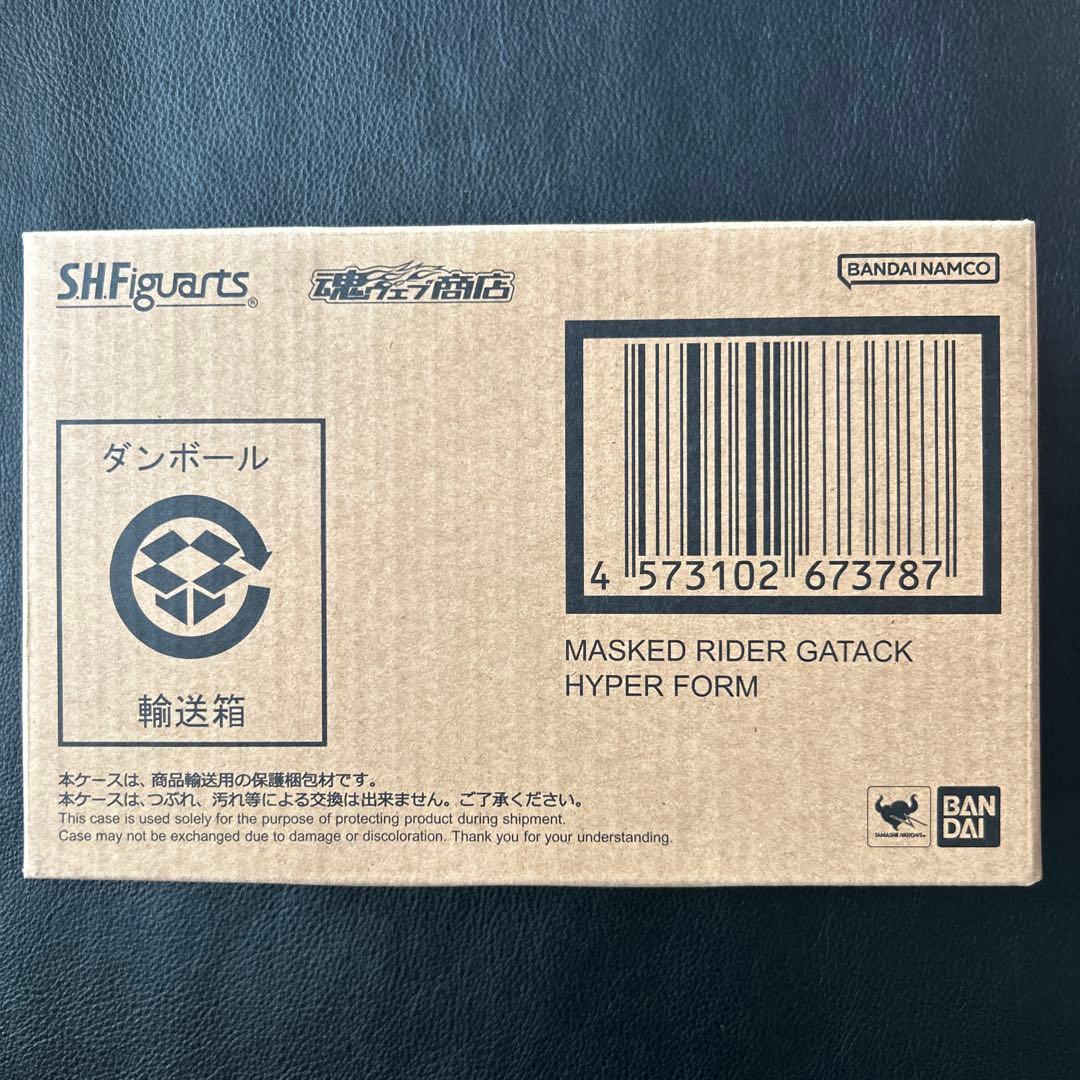 S.H.Figuarts®
魂ウェブ商店
BANDAI NAMCO
ダンボール
輸送箱
4 573102 673787
MASKED RIDER GATACK
HYPER FORM
本ケースは、商品輸送用の保護梱包材です。
本ケースは、つぶれ、汚れ等による交換は出来ません。ご了承ください。
This case is used solely for the purpose of protecting product during shipment.
Case may not be exchanged due to damage or discoloration. Thank you for your understanding.
TAMASHII NATIONS
BAN
DAI